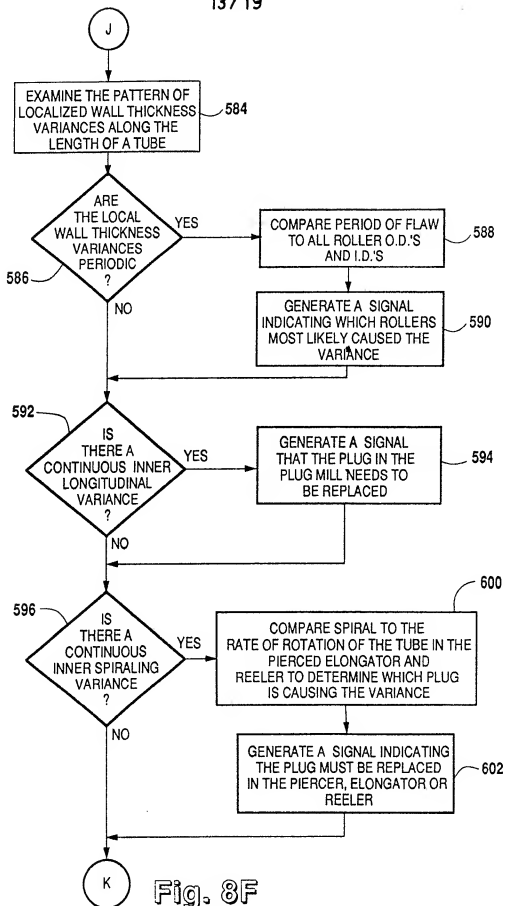 13/19
J
EXAMINE THE PATTERN OF
LOCALIZED WALL THICKNESS
VARIANCES ALONG THE
LENGTH OF A TUBE
584
ARE
THE LOCAL
WALL THICKNESS
VARIANCES
PERIODIC
?
586
YES
NO
COMPARE PERIOD OF FLAW
TO ALL ROLLER O.D.'S
AND I.D.'S
588
GENERATE A SIGNAL
INDICATING WHICH ROLLERS
MOST LIKELY CAUSED THE
VARIANCE
590
592
IS
THERE A
CONTINUOUS INNER
LONGITUDINAL
VARIANCE
?
YES
NO
GENERATE A SIGNAL
THAT THE PLUG IN THE
PLUG MILL NEEDS TO
BE REPLACED
594
596
IS
THERE A
CONTINUOUS
INNER SPIRALING
VARIANCE
?
YES
NO
600
COMPARE SPIRAL TO THE
RATE OF ROTATION OF THE TUBE IN THE
PIERCED ELONGATOR AND
REELER TO DETERMINE WHICH PLUG
IS CAUSING THE VARIANCE
GENERATE A SIGNAL INDICATING
THE PLUG MUST BE REPLACED
IN THE PIERCER, ELONGATOR OR
REELER
602
K
Fig. 8F